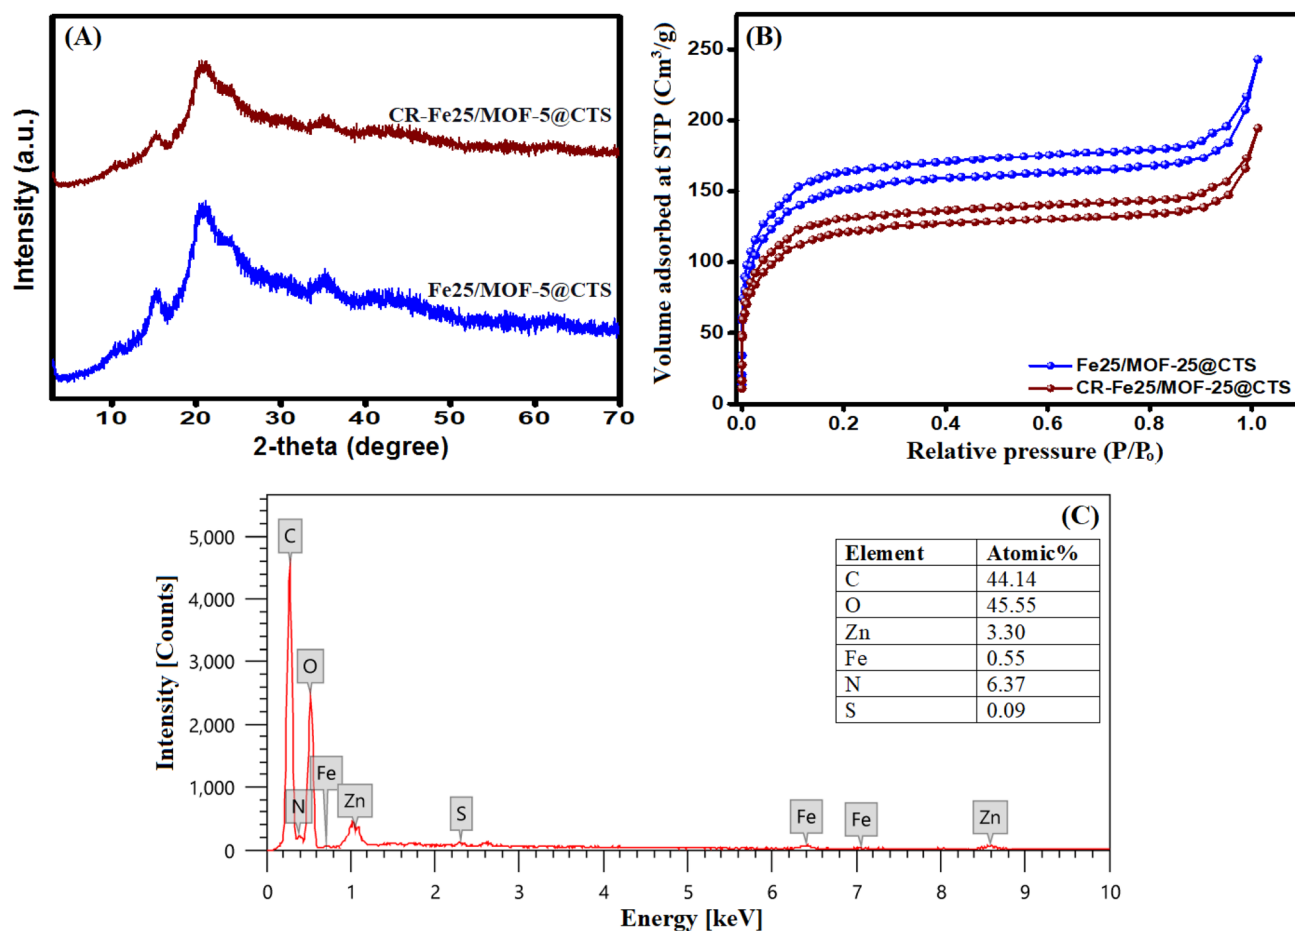 (A)
CR-Fe25/MOF-5@CTS
Fe25/MOF-5@CTS
Intensity (a.u.)
10 20 30 40 50 60 70
2-theta (degree)
(B)
Volume adsorbed at STP (Cm³/g)
250
200
150
100
50
0
Fe25/MOF-25@CTS
CR-Fe25/MOF-25@CTS
0.0 0.2 0.4 0.6 0.8 1.0
Relative pressure (P/Pₒ)
(C)
Intensity [Counts]
5,000
4,000
3,000
2,000
1,000
0
C
O
N
Fe
Zn
S
Fe
Fe
Zn
Element Atomic%
C 44.14
O 45.55
Zn 3.30
Fe 0.55
N 6.37
S 0.09
0 1 2 3 4 5 6 7 8 9 10
Energy [keV]